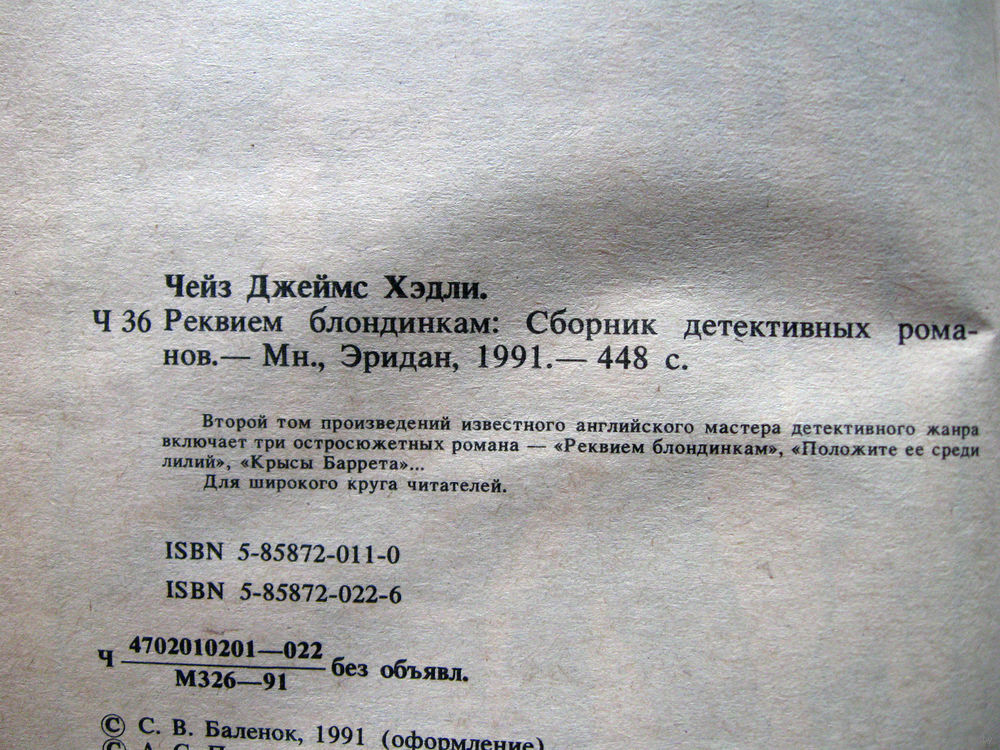 Чейз Джеймс Хэдли.
Ч 36 Реквием блондинкам: Сборник детективных рома-
нов.— Мн., Эридан, 1991.— 448 с.
Второй том произведений известного английского мастера детективного жанра
включает три остросюжетных романа — «Реквием блондинкам», «Положите ее среди
лилий», «Крысы Баррета»...
Для широкого круга читателей.
ISBN 5-85872-011-0
ISBN 5-85872-022-6
4702010201—022
Ч без объявл.
М326—91
© С. В. Баленок, 1991 (оформление)
© А. С.